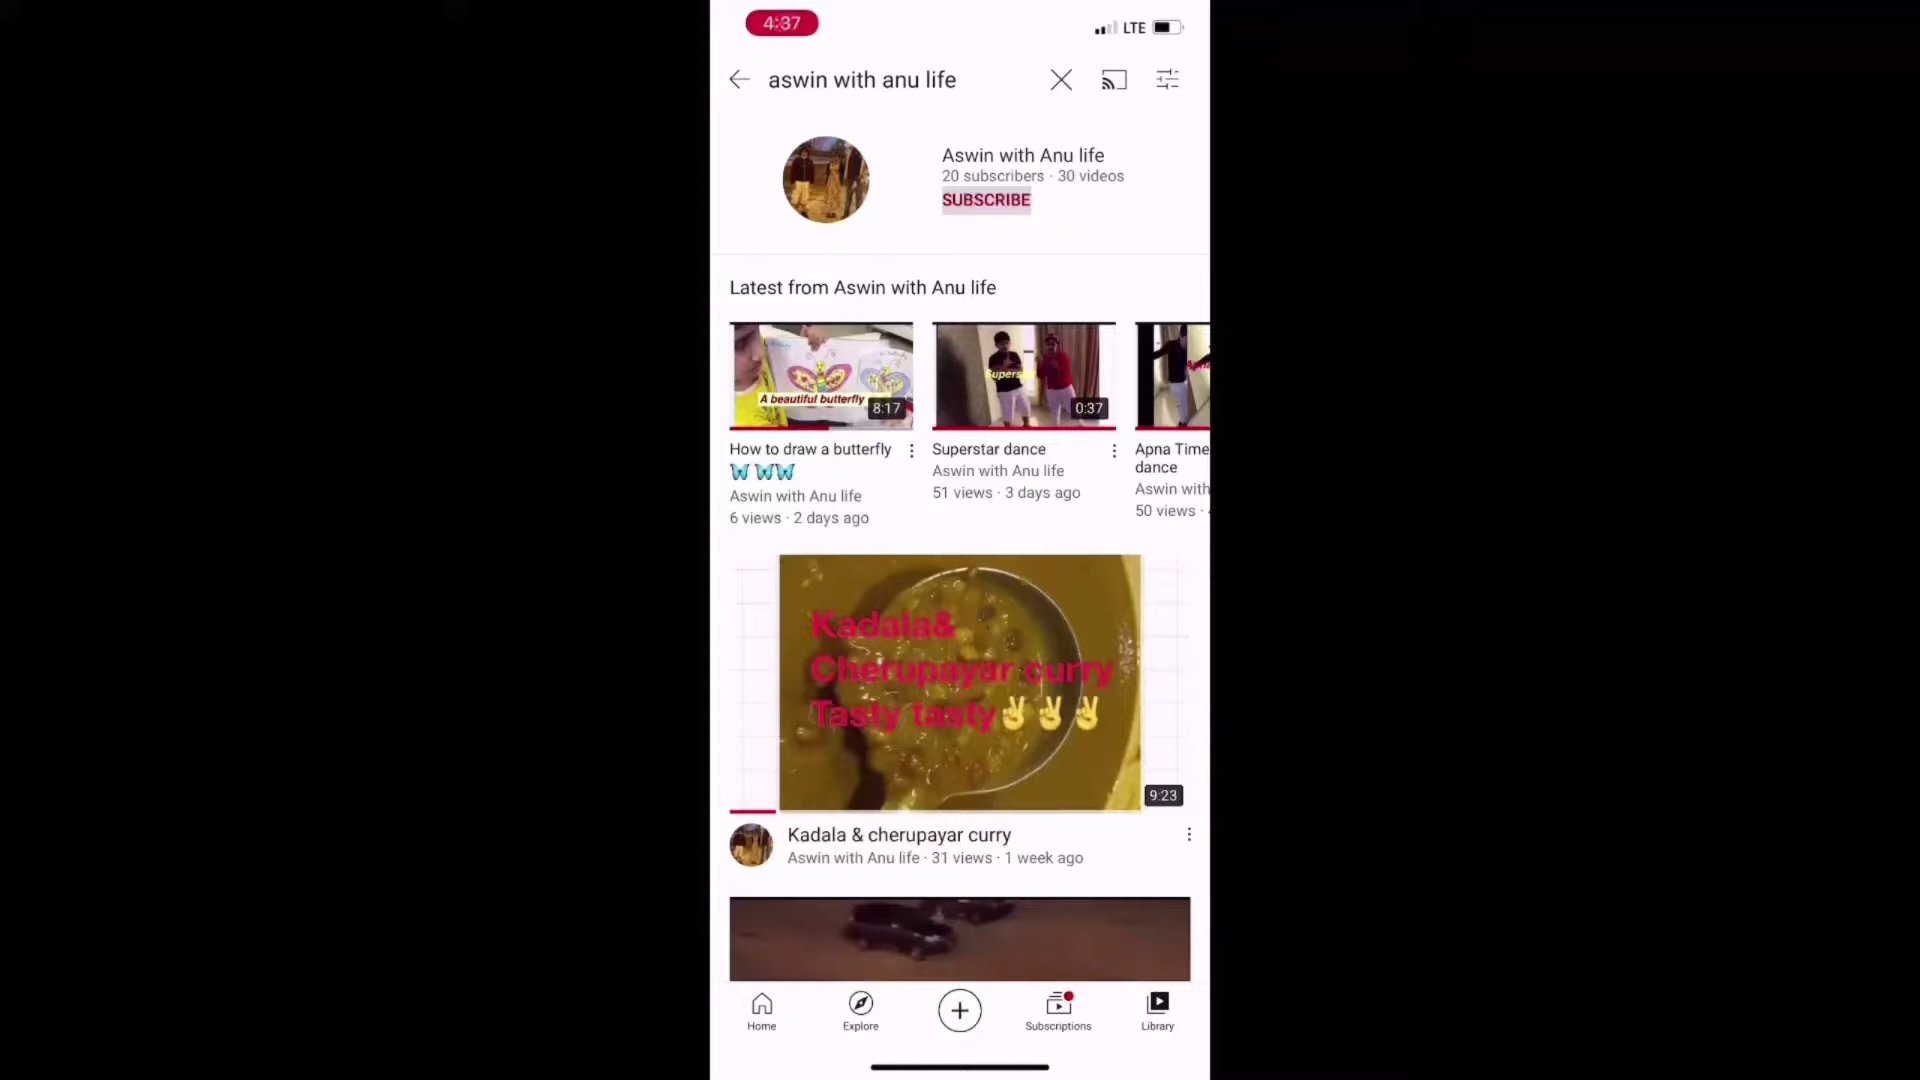 4:37
LTE
aswin with anu life
Aswin with Anu life
20 subscribers · 30 videos
SUBSCRIBE
Latest from Aswin with Anu life
A beautiful butterfly
8:17
0:37
How to draw a butterfly
🦋 🦋🦋
Aswin with Anu life
6 views · 2 days ago
Superstar dance
Aswin with Anu life
51 views · 3 days ago
Apna Time
dance
Aswin with
50 views ·
Kadala&
Cherupayar curry
Tasty tasty✌️✌️✌️
9:23
Kadala & cherupayar curry
Aswin with Anu life · 31 views · 1 week ago
Home
Explore
Subscriptions
Library